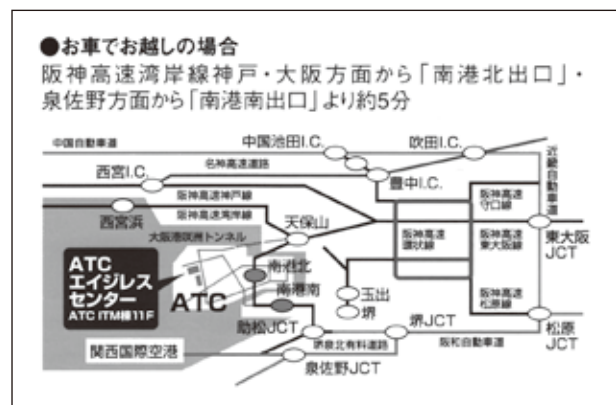 ●お車でお越しの場合
阪神高速湾岸線神戸・大阪方面から「南港北出口」・
泉佐野方面から「南港南出口」より約5分
中国自動車道
中国池田I.C.
吹田I.C.
近畿自動車道
西宮I.C.
名神高速道路
豊中I.C.
阪神高速神戸線
阪神高速
守口線
西宮浜
阪神高速湾岸線
天保山
阪神高速
環状線
阪神高速
東大阪線
東大阪
JCT
大阪港咲洲トンネル
ATC
エイジレス
センター
ATC ITM棟11F
ATC
南港北
南港南
玉出
堺
阪神高速
松原線
助松JCT
堺JCT
松原
JCT
関西国際空港
堺泉北有料道路
阪和自動車道
泉佐野JCT